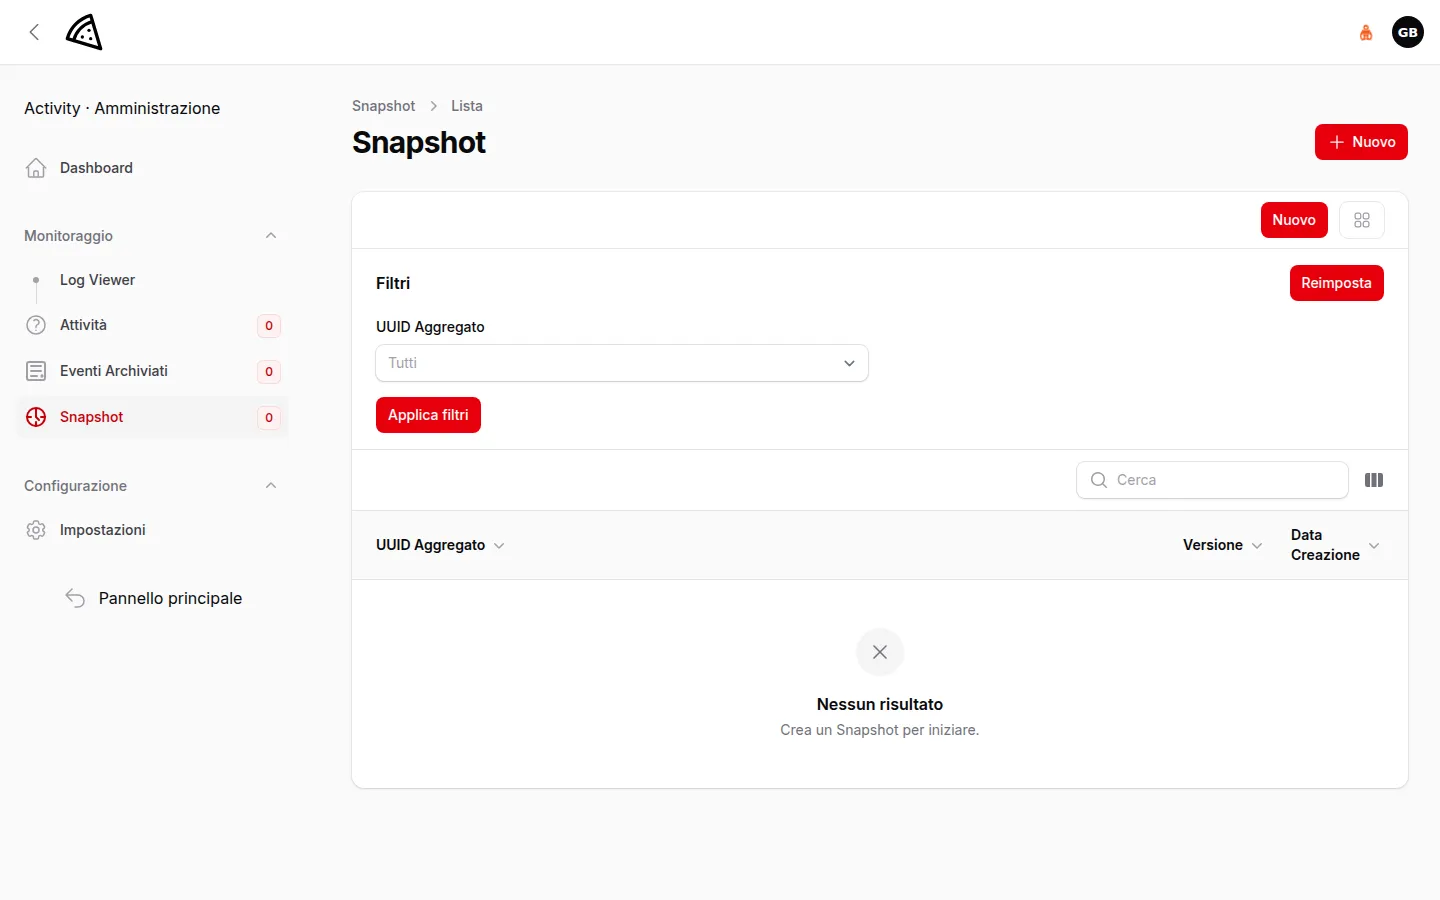 GB
Activity · Amministrazione
Dashboard
Monitoraggio
Log Viewer
Attività
0
Eventi Archiviati
0
Snapshot
0
Configurazione
Impostazioni
Pannello principale
Snapshot
Lista
Snapshot
Nuovo
Nuovo
Filtri
Reimposta
UUID Aggregato
Tutti
Applica filtri
Cerca
UUID Aggregato
Versione
Data
Creazione
Nessun risultato
Crea un Snapshot per iniziare.